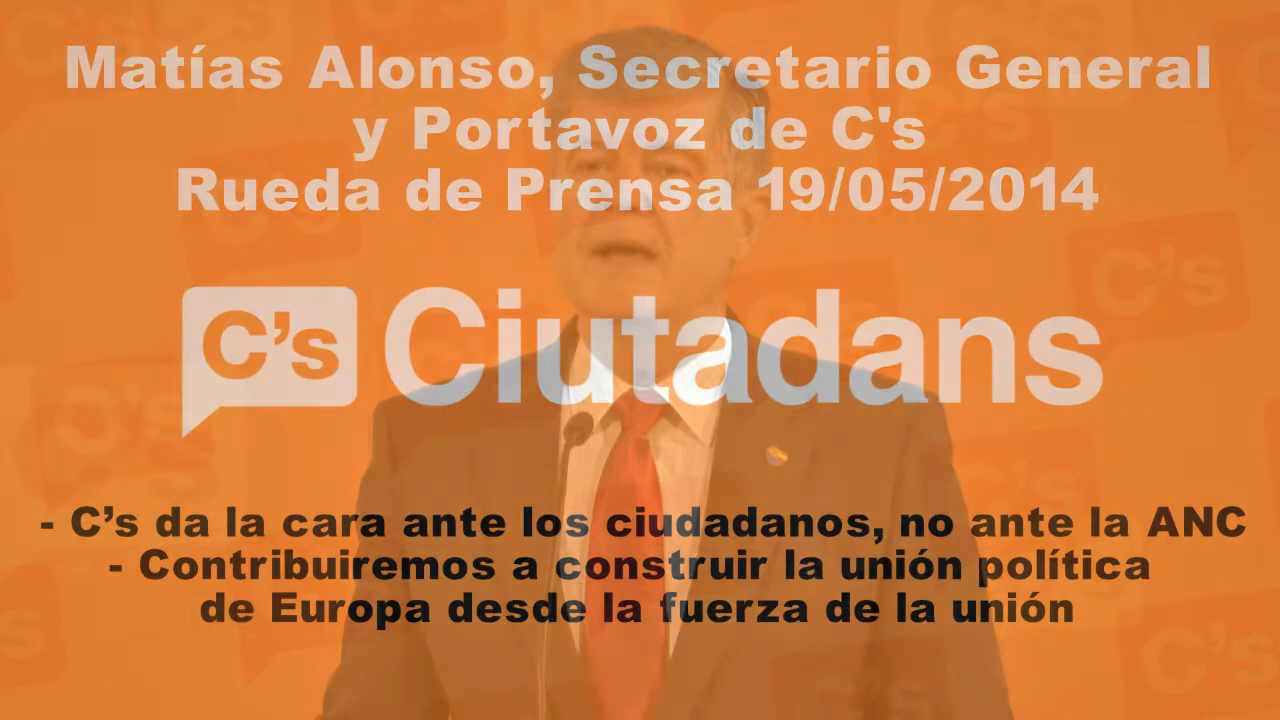 Matías Alonso, Secretario General
y Portavoz de C's
Rueda de Prensa 19/05/2014
C's Ciutadans
- C's da la cara ante los ciudadanos, no ante la ANC
- Contribuiremos a construir la unión política
de Europa desde la fuerza de la unión